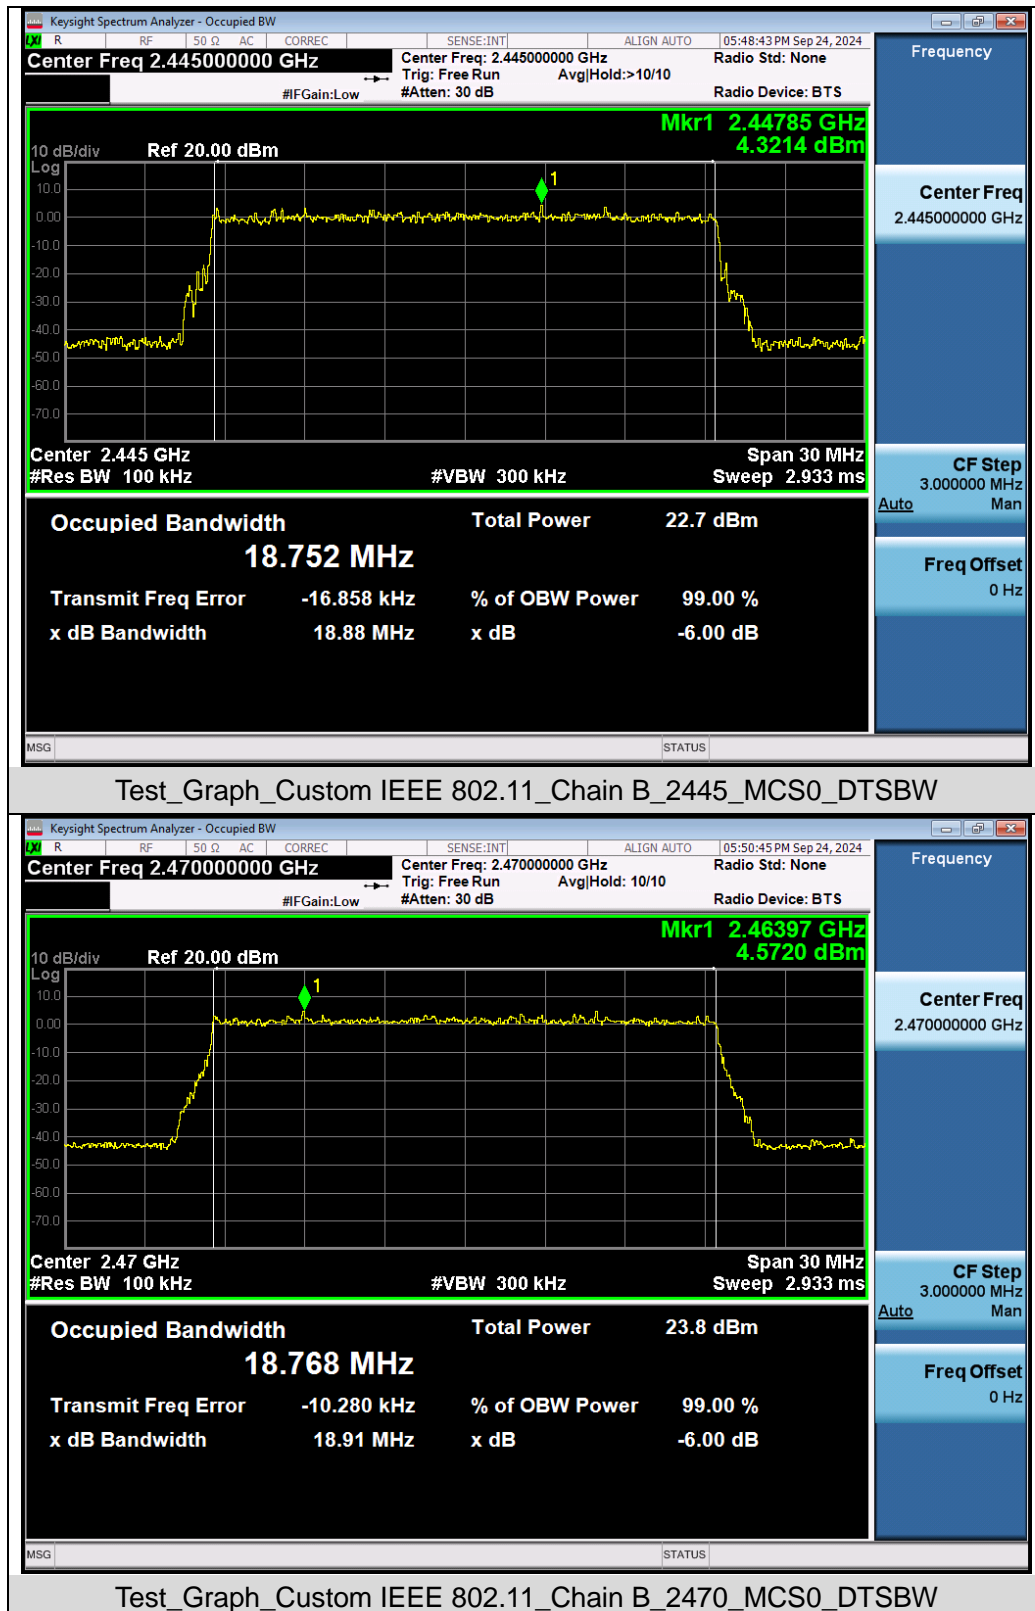 Keysight Spectrum Analyzer - Occupied BW
LXI R RF 50 Ω AC CORREC SENSE:INT ALIGN AUTO 05:48:43 PM Sep 24, 2024
Center Freq 2.445000000 GHz Center Freq: 2.445000000 GHz Radio Std: None
Trig: Free Run Avg|Hold:>10/10
#IFGain:Low #Atten: 30 dB Radio Device: BTS
Frequency
Mkr1 2.44785 GHz
4.3214 dBm
10 dB/div Ref 20.00 dBm
Log
10.0
0.00
-10.0
-20.0
-30.0
-40.0
-50.0
-60.0
-70.0
1
Center 2.445 GHz Span 30 MHz
#Res BW 100 kHz #VBW 300 kHz Sweep 2.933 ms
Center Freq
2.445000000 GHz
CF Step
3.000000 MHz
Auto Man
Freq Offset
0 Hz
Occupied Bandwidth Total Power 22.7 dBm
18.752 MHz
Transmit Freq Error -16.858 kHz % of OBW Power 99.00 %
x dB Bandwidth 18.88 MHz x dB -6.00 dB
MSG STATUS
Test_Graph_Custom IEEE 802.11_Chain B_2445_MCS0_DTSBW
Keysight Spectrum Analyzer - Occupied BW
LXI R RF 50 Ω AC CORREC SENSE:INT ALIGN AUTO 05:50:45 PM Sep 24, 2024
Center Freq 2.470000000 GHz Center Freq: 2.470000000 GHz Radio Std: None
Trig: Free Run Avg|Hold: 10/10
#IFGain:Low #Atten: 30 dB Radio Device: BTS
Frequency
Mkr1 2.46397 GHz
4.5720 dBm
10 dB/div Ref 20.00 dBm
Log
10.0
0.00
-10.0
-20.0
-30.0
-40.0
-50.0
-60.0
-70.0
1
Center 2.47 GHz Span 30 MHz
#Res BW 100 kHz #VBW 300 kHz Sweep 2.933 ms
Center Freq
2.470000000 GHz
CF Step
3.000000 MHz
Auto Man
Freq Offset
0 Hz
Occupied Bandwidth Total Power 23.8 dBm
18.768 MHz
Transmit Freq Error -10.280 kHz % of OBW Power 99.00 %
x dB Bandwidth 18.91 MHz x dB -6.00 dB
MSG STATUS
Test_Graph_Custom IEEE 802.11_Chain B_2470_MCS0_DTSBW